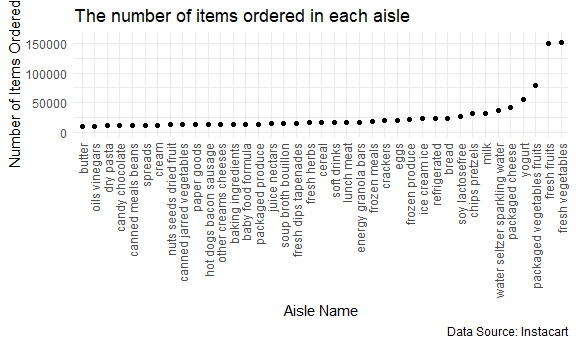 The number of items ordered in each aisle
Number of Items Ordered
150000
100000
50000
0
butter
oils vinegars
dry pasta
candy chocolate
canned meals beans
spreads
cream
nuts seeds dried fruit
canned jarred vegetables
paper goods
hot dogs bacon sausage
other creams cheeses
baking ingredients
baby food formula
packaged produce
juice nectars
soup broth bouillon
fresh dips tapenades
fresh herbs
cereal
soft drinks
lunch meat
energy granola bars
frozen meals
crackers
eggs
frozen produce
ice cream ice
refrigerated
bread
soy lactosefree
chips pretzels
milk
water seltzer sparkling water
packaged cheese
yogurt
packaged vegetables fruits
fresh fruits
fresh vegetables
Aisle Name
Data Source: Instacart